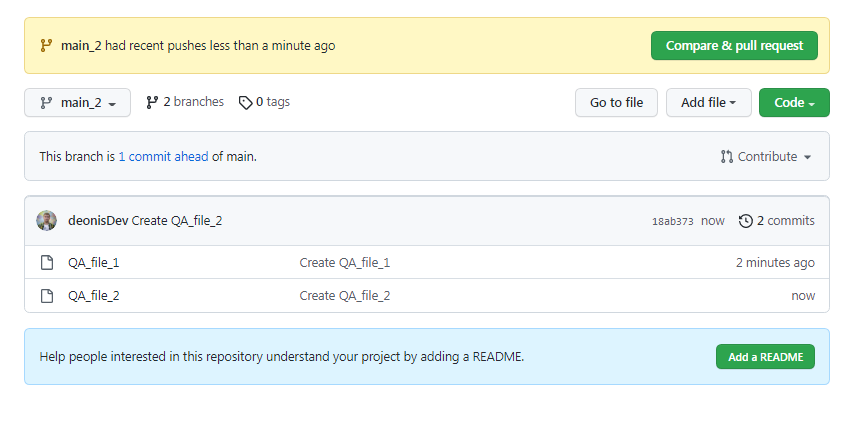 main_2 had recent pushes less than a minute ago Compare & pull request
main_2 2 branches 0 tags Go to file Add file Code
This branch is 1 commit ahead of main. Contribute
deonisDev Create QA_file_2 18ab373 now 2 commits
QA_file_1 Create QA_file_1 2 minutes ago
QA_file_2 Create QA_file_2 now
Help people interested in this repository understand your project by adding a README. Add a README